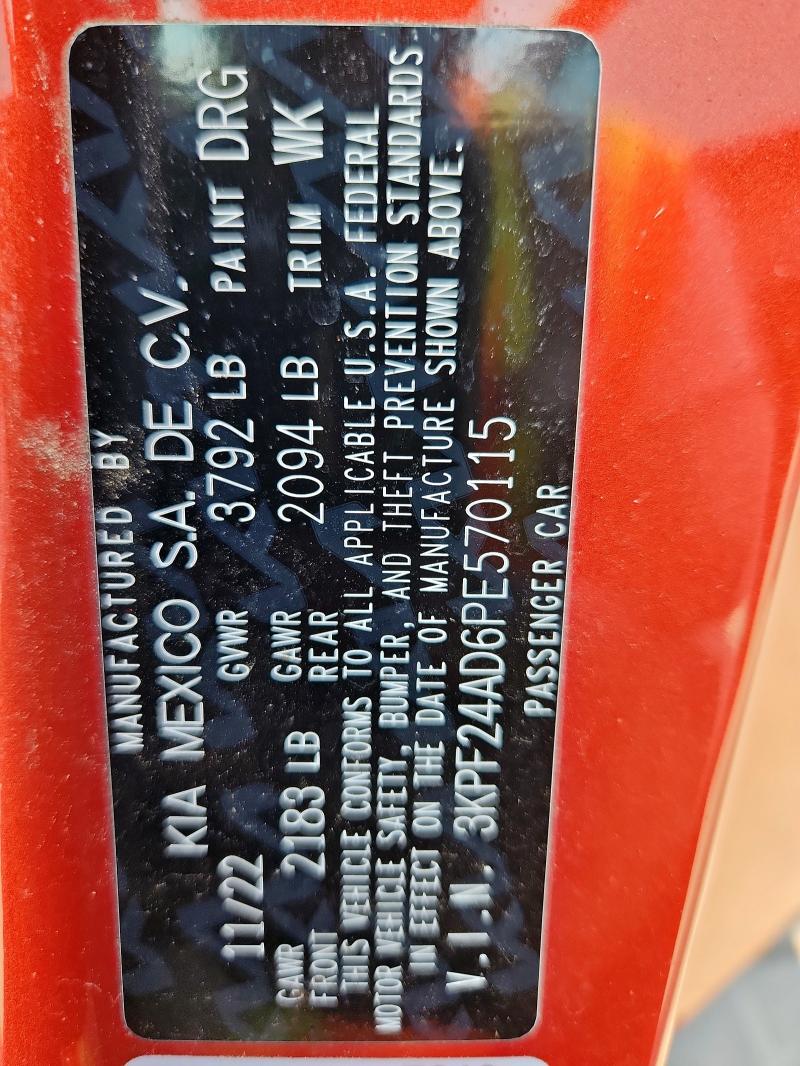 MANUFACTURED BY
KIA MEXICO S.A. DE C.V.
11/22 GVWR 3792 LB PAINT DRG
GAWR FRONT 2183 LB GAWR REAR 2094 LB TRIM WK
THIS VEHICLE CONFORMS TO ALL APPLICABLE U.S.A. FEDERAL
MOTOR VEHICLE SAFETY, BUMPER, AND THEFT PREVENTION STANDARDS
IN EFFECT ON THE DATE OF MANUFACTURE SHOWN ABOVE.
V.I.N. 3KPF24AD6PE570115
PASSENGER CAR